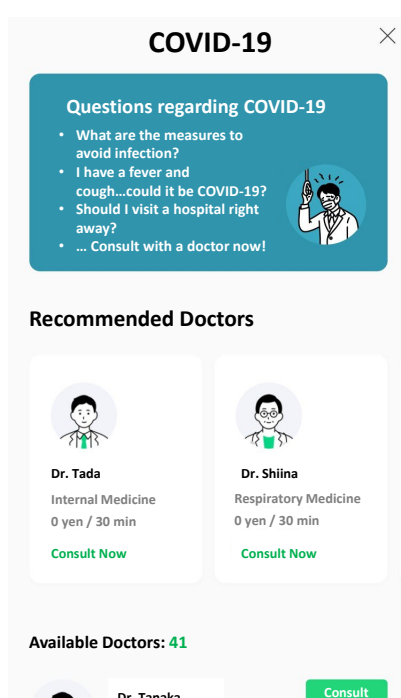 COVID-19
Questions regarding COVID-19
• What are the measures to
avoid infection?
• I have a fever and
cough...could it be COVID-19?
• Should I visit a hospital right
away?
• ... Consult with a doctor now!
Recommended Doctors
Dr. Tada
Internal Medicine
0 yen / 30 min
Consult Now
Dr. Shiina
Respiratory Medicine
0 yen / 30 min
Consult Now
Available Doctors: 41
Dr. Tanaka
Consult